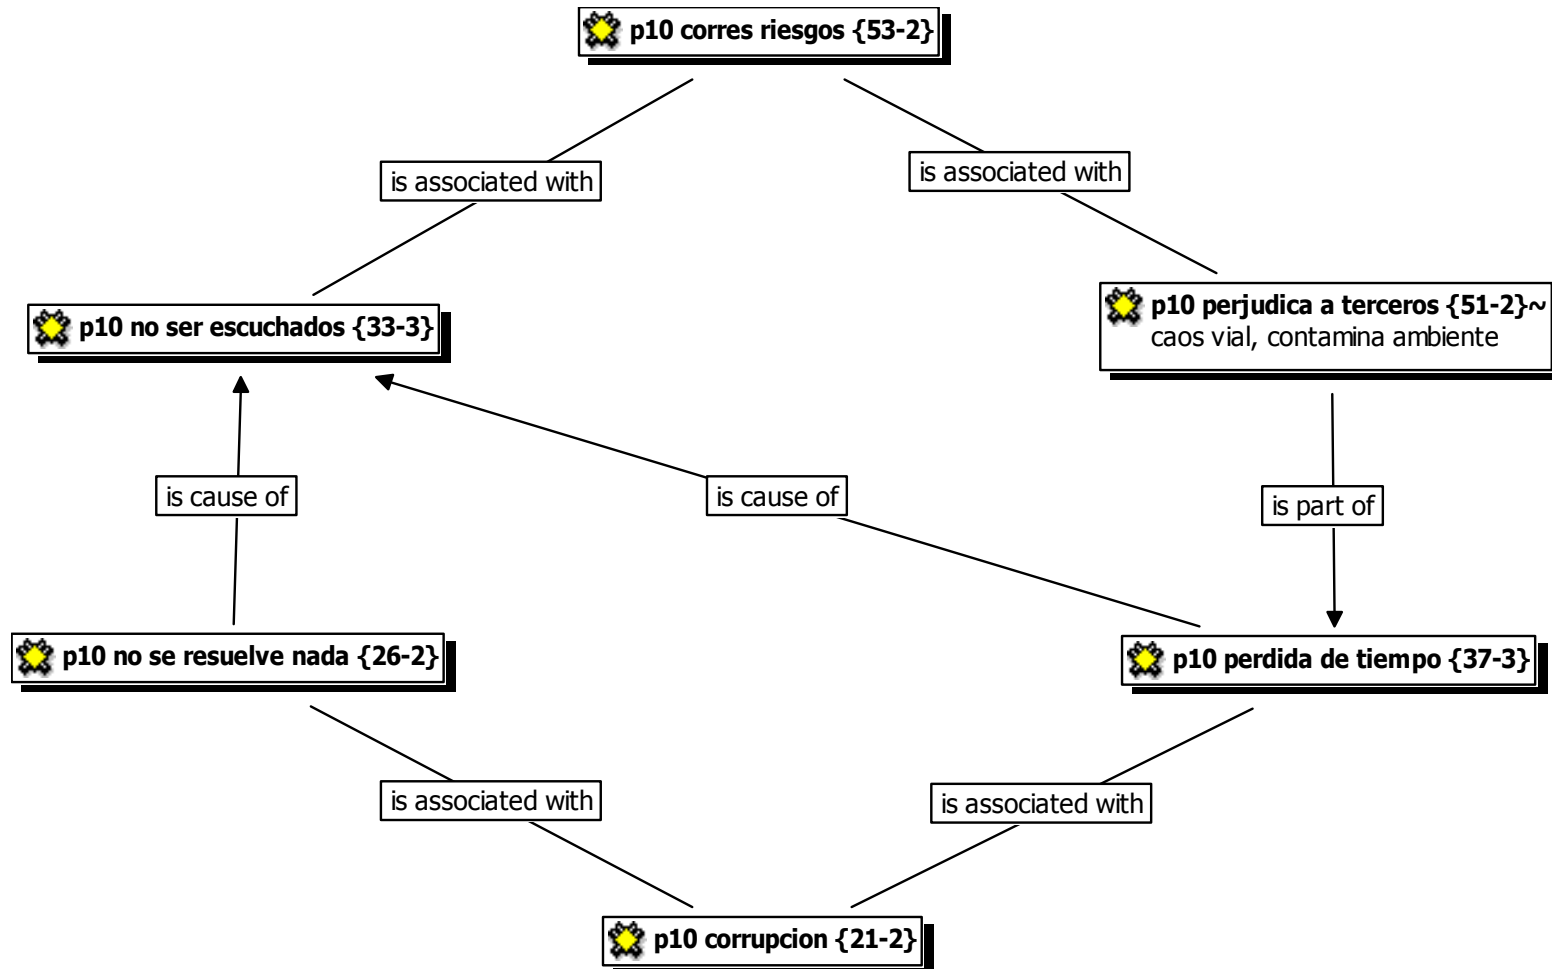 p10 corres riesgos {53-2}
is associated with
is associated with
p10 no ser escuchados {33-3}
p10 perjudica a terceros {51-2}~
caos vial, contamina ambiente
is cause of
is cause of
is part of
p10 no se resuelve nada {26-2}
p10 perdida de tiempo {37-3}
is associated with
is associated with
p10 corrupcion {21-2}